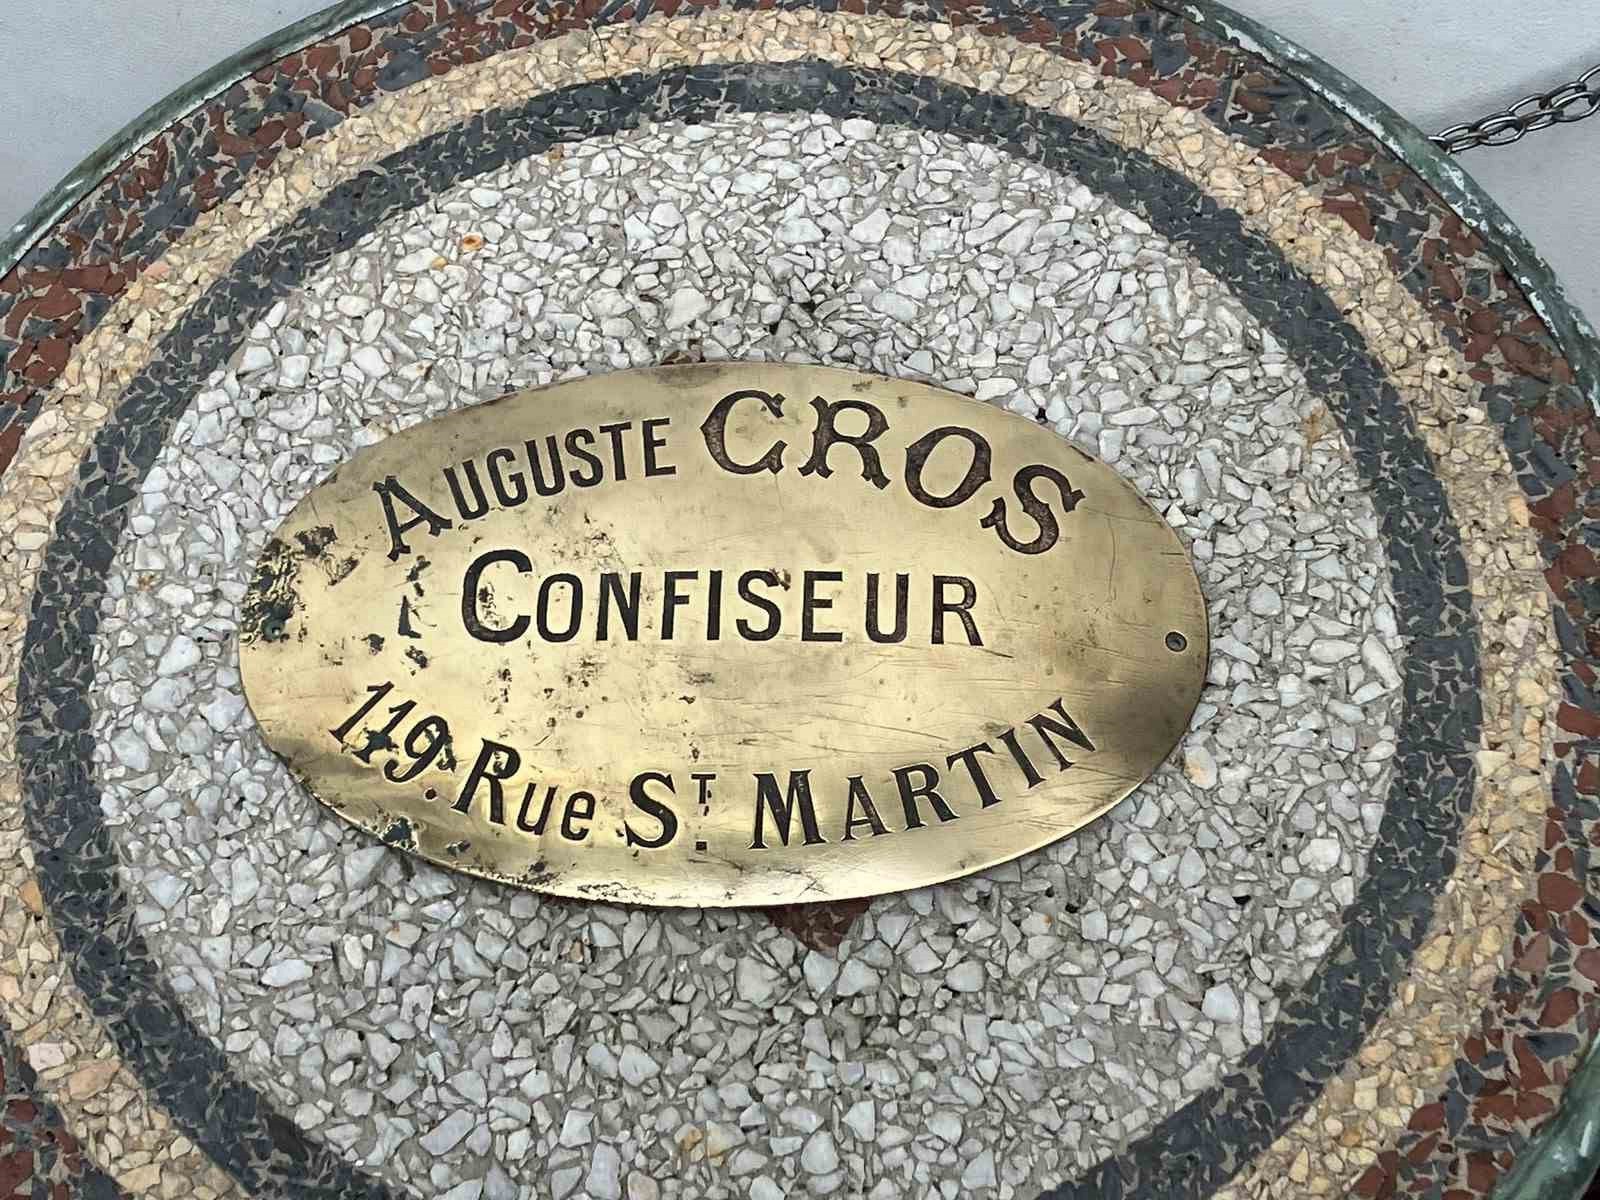 AUGUSTE CROS
CONFISEUR
119. Rue ST. MARTIN